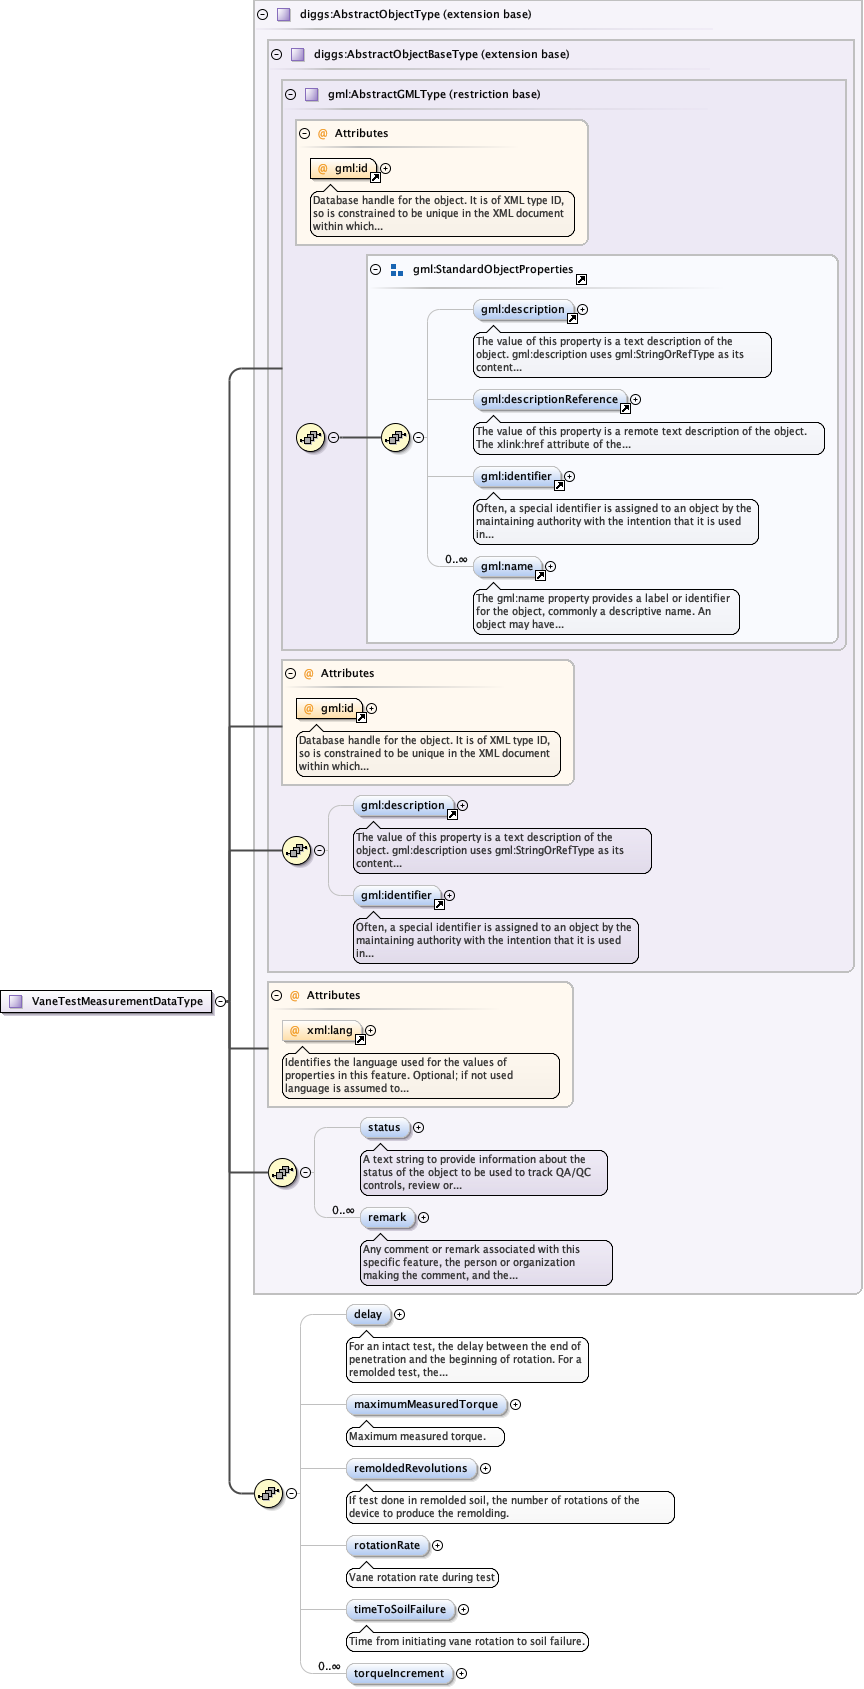 diggs:AbstractObjectType (extension base)
diggs:AbstractObjectBaseType (extension base)
gml:AbstractGMLType (restriction base)
@ Attributes
@ gml:id
Database handle for the object. It is of XML type ID,
so is constrained to be unique in the XML document
within which...
gml:StandardObjectProperties
gml:description
The value of this property is a text description of the
object. gml:description uses gml:StringOrRefType as its
content...
gml:descriptionReference
The value of this property is a remote text description of the object.
The xlink:href attribute of the...
gml:identifier
Often, a special identifier is assigned to an object by the
maintaining authority with the intention that it is used
in...
0..∞
gml:name
The gml:name property provides a label or identifier
for the object, commonly a descriptive name. An
object may have...
@ Attributes
@ gml:id
Database handle for the object. It is of XML type ID,
so is constrained to be unique in the XML document
within which...
gml:description
The value of this property is a text description of the
object. gml:description uses gml:StringOrRefType as its
content...
gml:identifier
Often, a special identifier is assigned to an object by the
maintaining authority with the intention that it is used
in...
VaneTestMeasurementDataType
@ Attributes
@ xml:lang
Identifies the language used for the values of
properties in this feature. Optional; if not used
language is assumed to...
status
A text string to provide information about the
status of the object to be used to track QA/QC
controls, review or...
0..∞
remark
Any comment or remark associated with this
specific feature, the person or organization
making the comment, and the...
delay
For an intact test, the delay between the end of
penetration and the beginning of rotation. For a
remolded test, the...
maximumMeasuredTorque
Maximum measured torque.
remoldedRevolutions
If test done in remolded soil, the number of rotations of the
device to produce the remolding.
rotationRate
Vane rotation rate during test
timeToSoilFailure
Time from initiating vane rotation to soil failure.
0..∞
torqueIncrement